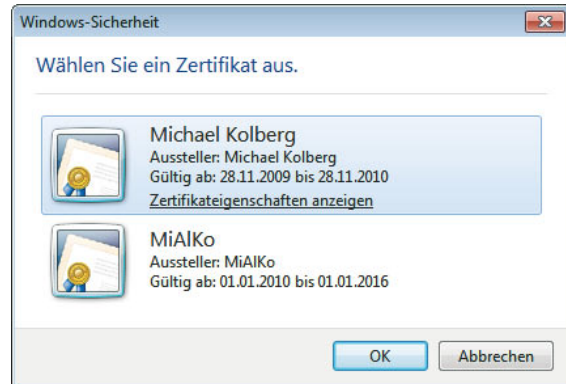 Windows-Sicherheit
Wählen Sie ein Zertifikat aus.
Michael Kolberg
Aussteller: Michael Kolberg
Gültig ab: 28.11.2009 bis 28.11.2010
Zertifikateigenschaften anzeigen
MiAlKo
Aussteller: MiAlKo
Gültig ab: 01.01.2010 bis 01.01.2016
OK
Abbrechen